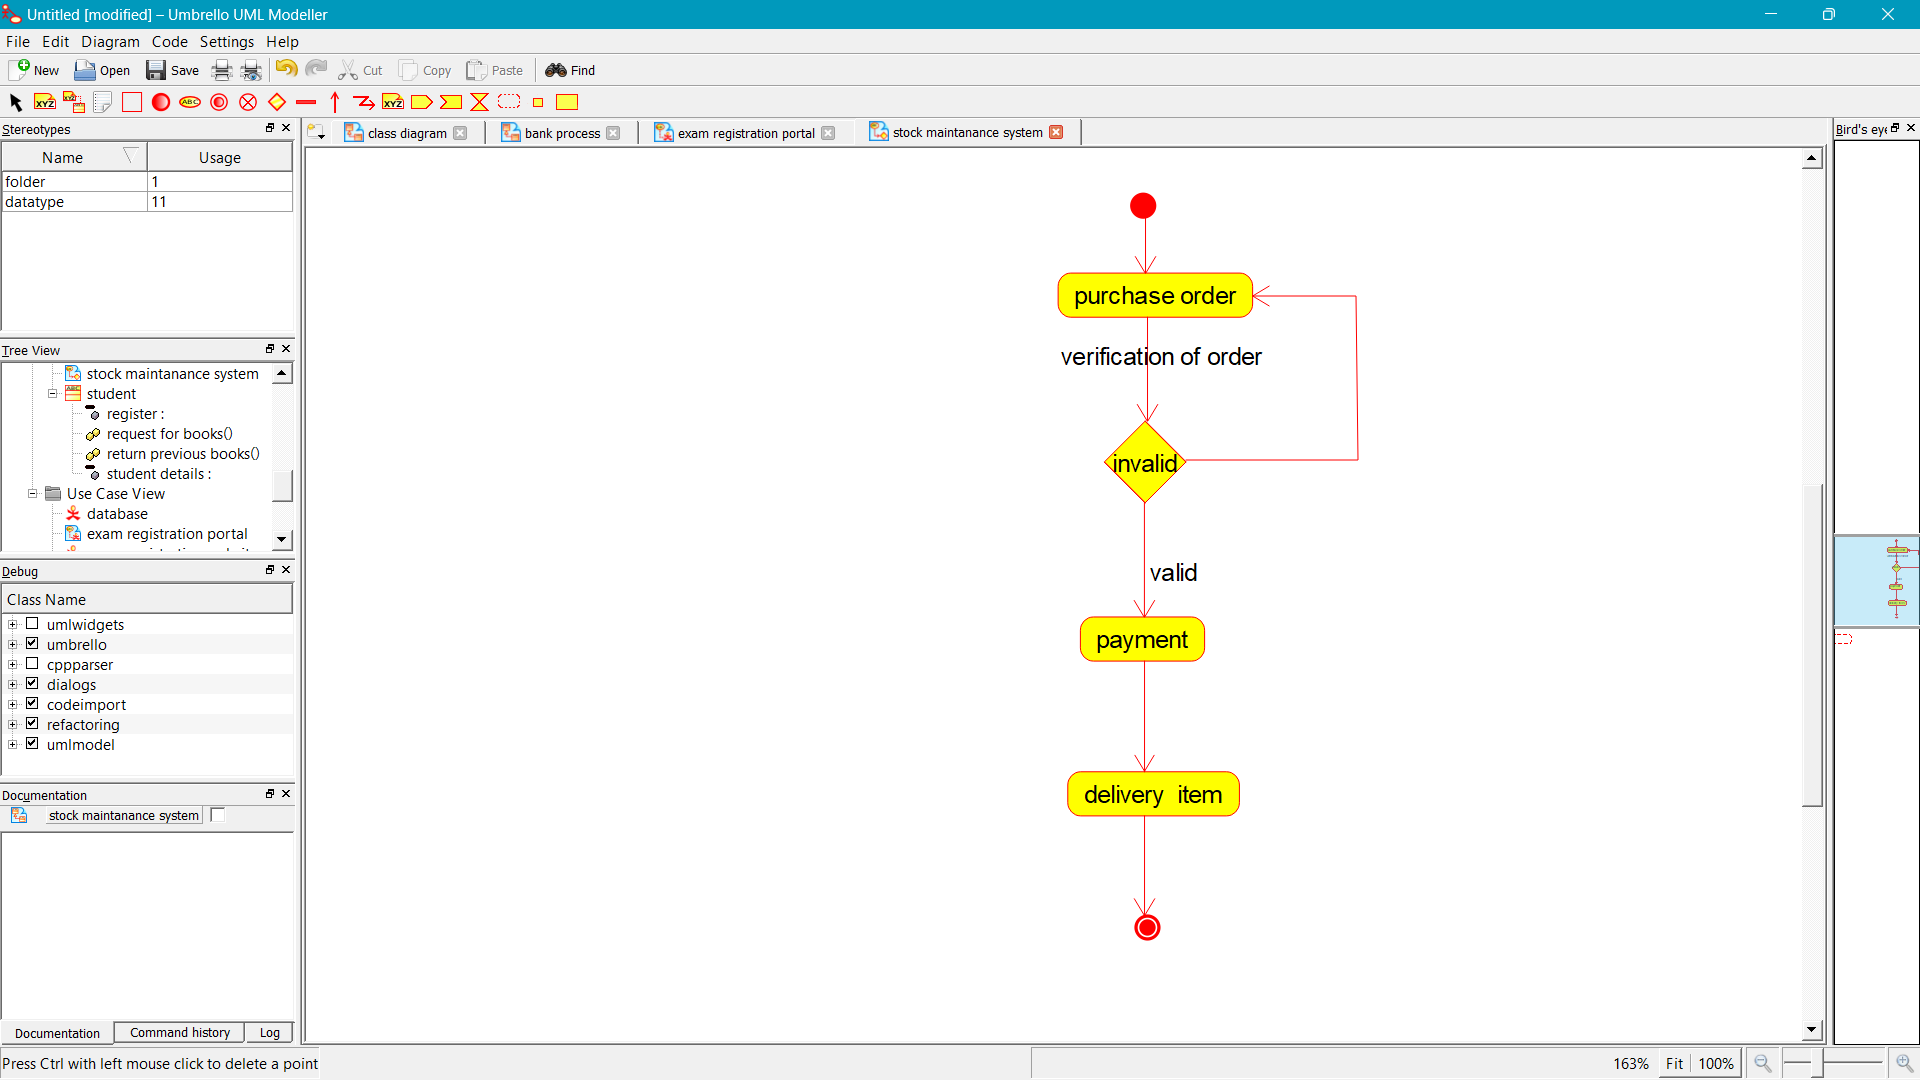 Untitled [modified] – Umbrello UML Modeller
File Edit Diagram Code Settings Help
New Open Save Cut Copy Paste Find
XYZ XYZ ABC XYZ
Stereotypes
Name Usage
folder 1
datatype 11
Tree View
stock maintanance system
student
register :
request for books()
return previous books()
student details :
Use Case View
database
exam registration portal
Debug
Class Name
umlwidgets
umbrello
cppparser
dialogs
codeimport
refactoring
umlmodel
Documentation
stock maintanance system
Documentation Command history Log
class diagram bank process exam registration portal stock maintanance system
purchase order
verification of order
invalid
valid
payment
delivery item
Bird's eye
Press Ctrl with left mouse click to delete a point
163% Fit 100%